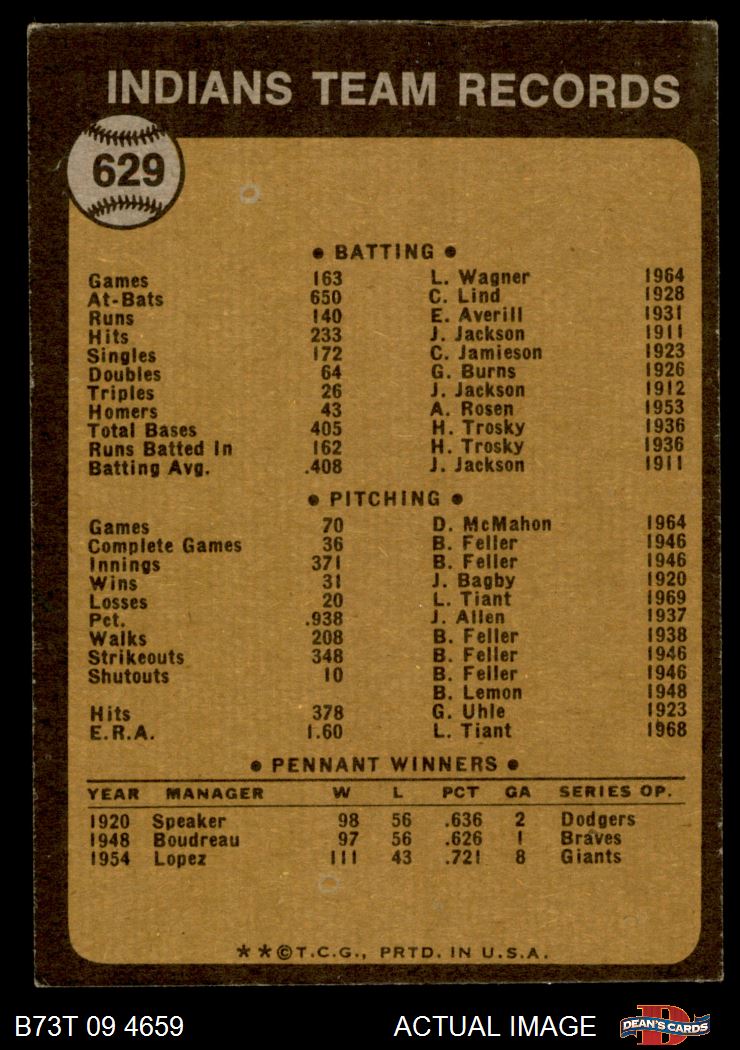 INDIANS TEAM RECORDS
629
• BATTING •
Games 163 L. Wagner 1964
At-Bats 650 C. Lind 1928
Runs 140 E. Averill 1931
Hits 233 J. Jackson 1911
Singles 172 C. Jamieson 1923
Doubles 64 G. Burns 1926
Triples 26 J. Jackson 1912
Homers 43 A. Rosen 1953
Total Bases 405 H. Trosky 1936
Runs Batted In 162 H. Trosky 1936
Batting Avg. .408 J. Jackson 1911
• PITCHING •
Games 70 D. McMahon 1964
Complete Games 36 B. Feller 1946
Innings 371 B. Feller 1946
Wins 31 J. Bagby 1920
Losses 20 L. Tiant 1969
Pct. .938 J. Allen 1937
Walks 208 B. Feller 1938
Strikeouts 348 B. Feller 1946
Shutouts 10 B. Feller 1946
B. Lemon 1948
Hits 378 G. Uhle 1923
E.R.A. 1.60 L. Tiant 1968
• PENNANT WINNERS •
YEAR MANAGER W L PCT GA SERIES OP.
1920 Speaker 98 56 .636 2 Dodgers
1948 Boudreau 97 56 .626 1 Braves
1954 Lopez 111 43 .721 8 Giants
**©T.C.G., PRTD. IN U.S.A.
B73T 09 4659 ACTUAL IMAGE D DEAN'S CARDS